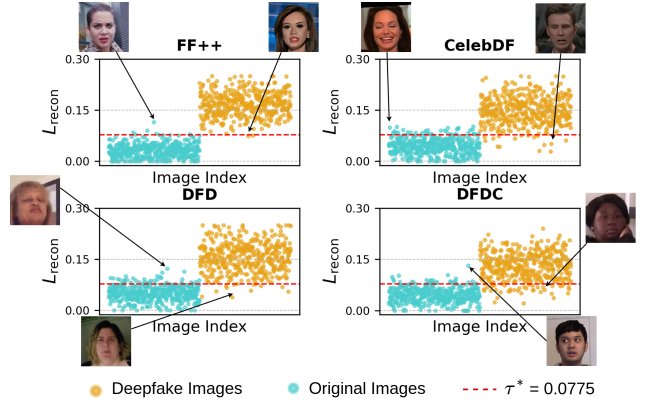 FF++
CelebDF
0.30
0.15
0.00
L_recon
Image Index
0.30
0.15
0.00
L_recon
Image Index
DFD
DFDC
0.30
0.15
0.00
L_recon
Image Index
0.30
0.15
0.00
L_recon
Image Index
Deepfake Images
Original Images
τ* = 0.0775